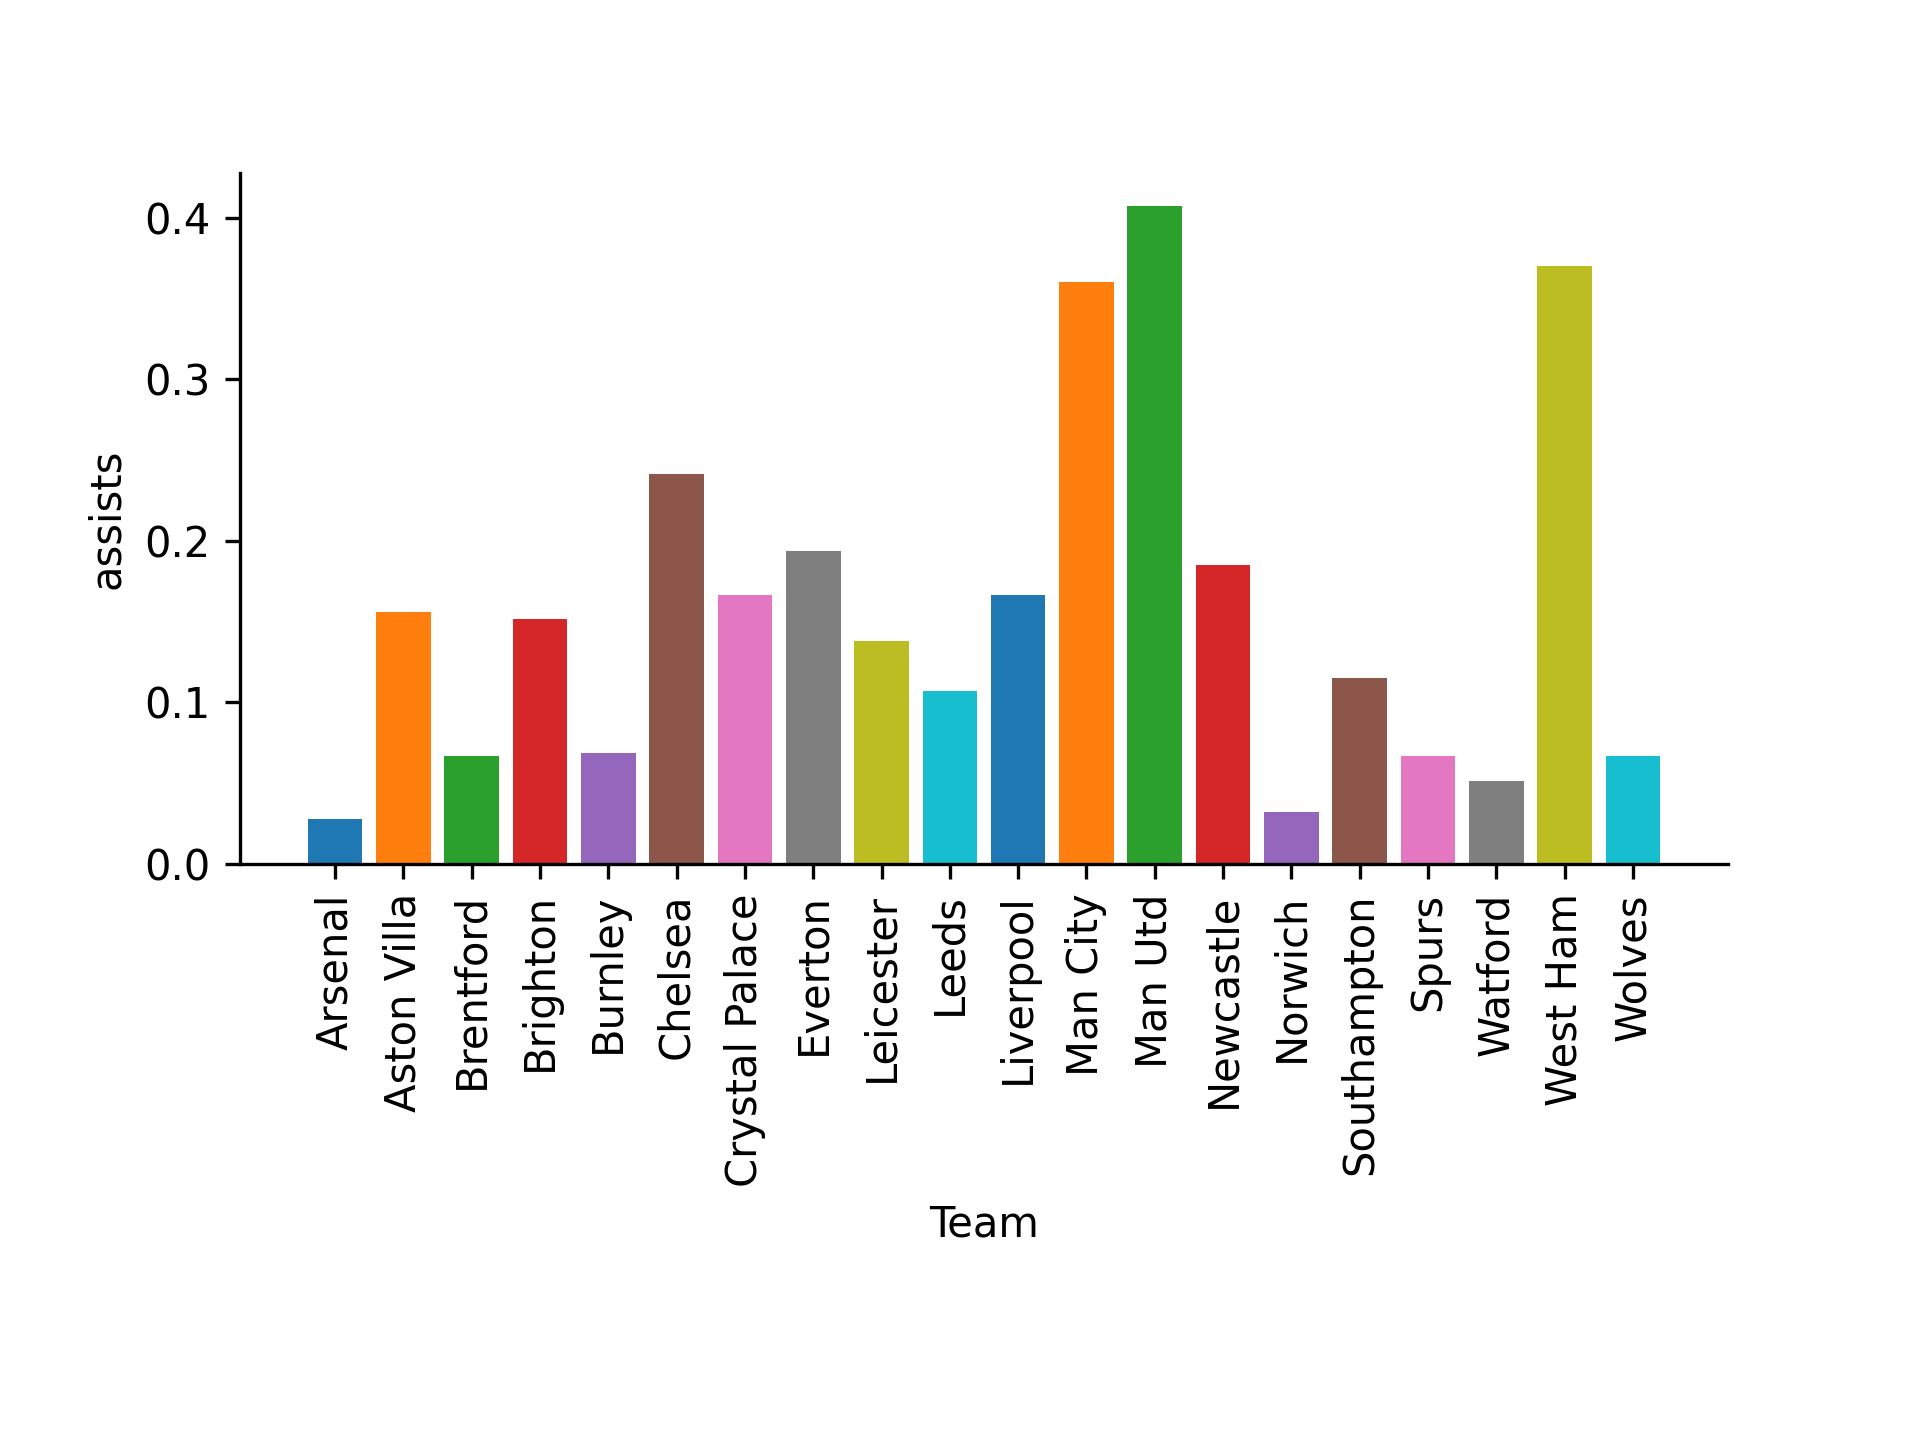 0.4
0.3
0.2
0.1
0.0
assists
Arsenal
Aston Villa
Brentford
Brighton
Burnley
Chelsea
Crystal Palace
Everton
Leicester
Leeds
Liverpool
Man City
Man Utd
Newcastle
Norwich
Southampton
Spurs
Watford
West Ham
Wolves
Team